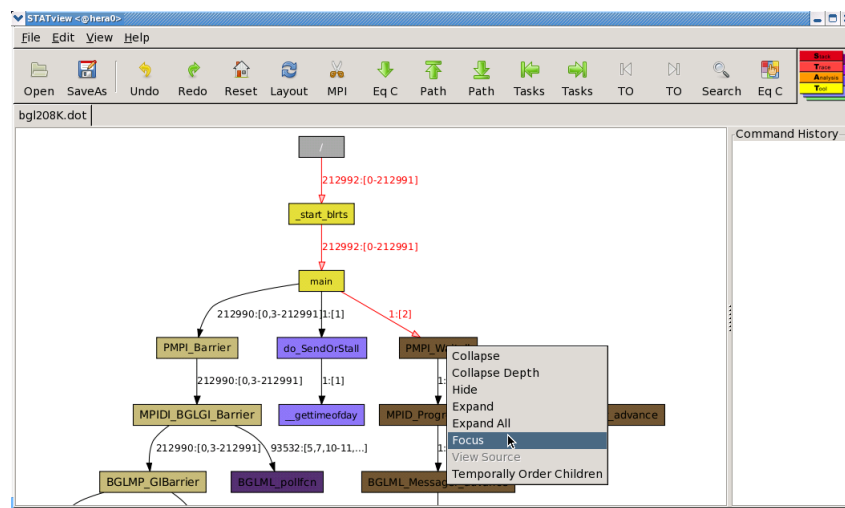 STATview <@hera0>
File Edit View Help
Open SaveAs Undo Redo Reset Layout MPI Eq C Path Path Tasks Tasks TO TO Search Eq C
Stack
Trace
Analysis
Tool
bgl208K.dot
Command History
/
212992:[0-212991]
_start_blrts
212992:[0-212991]
main
212990:[0,3-212991] 1:[1] 1:[2]
PMPI_Barrier do_SendOrStall
212990:[0,3-212991] 1:[1] 1:
MPIDI_BGLGI_Barrier __gettimeofday MPID_Progr _advance
212990:[0,3-212991] 93532:[5,7,10-11,...] 1:
BGLMP_GIBarrier BGLML_pollfcn
Collapse
Collapse Depth
Hide
Expand
Expand All
Focus
View Source
Temporally Order Children